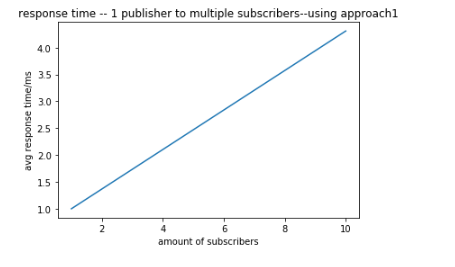 response time -- 1 publisher to multiple subscribers--using approach1
4.0
3.5
3.0
2.5
2.0
1.5
1.0
avg response time/ms
2 4 6 8 10
amount of subscribers